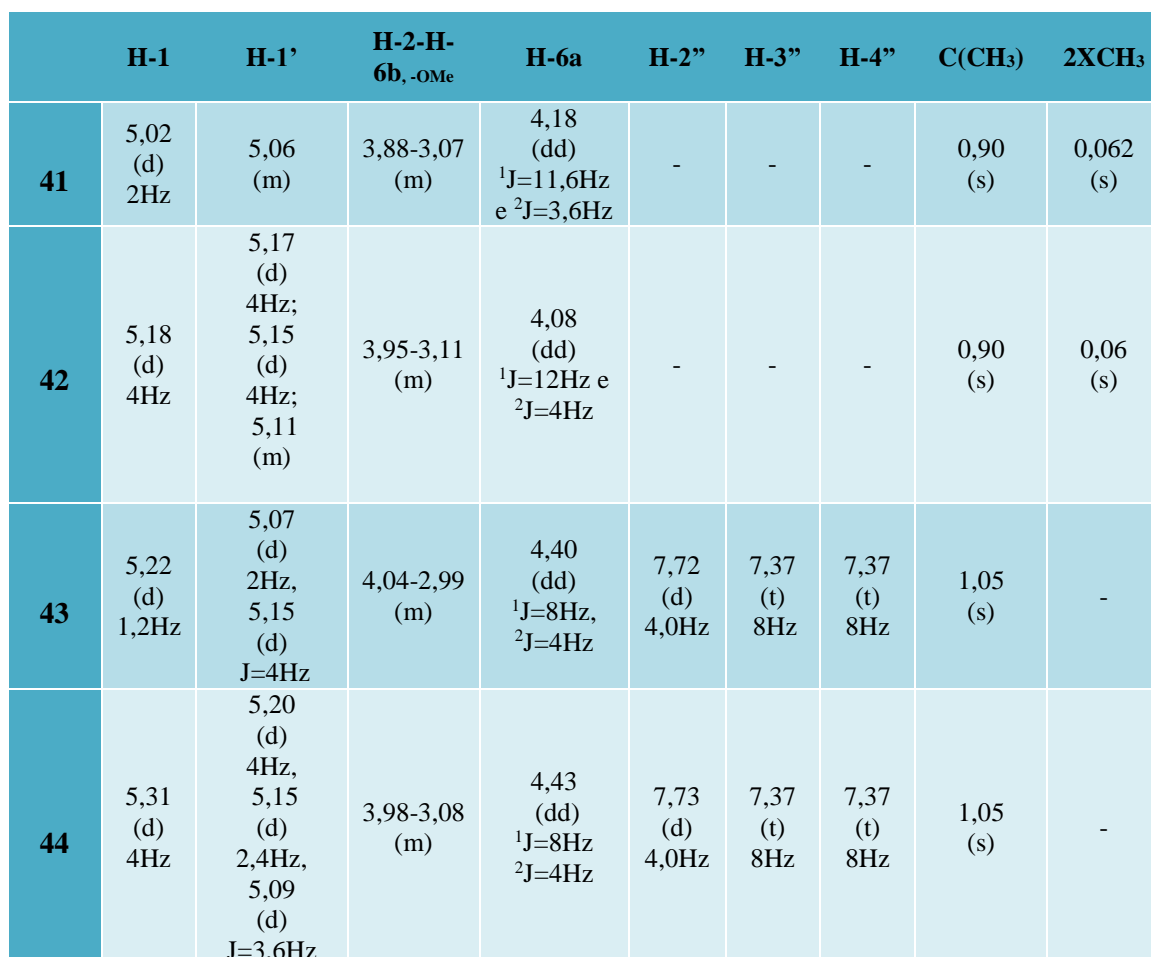 H-1 H-1’ H-2-H-6b, -OMe H-6a H-2” H-3” H-4” C(CH₃) 2XCH₃
41 5,02 (d) 2Hz 5,06 (m) 3,88-3,07 (m) 4,18 (dd) ¹J=11,6Hz e ²J=3,6Hz - - - 0,90 (s) 0,062 (s)
42 5,18 (d) 4Hz 5,17 (d) 4Hz; 5,15 (d) 4Hz; 5,11 (m) 3,95-3,11 (m) 4,08 (dd) ¹J=12Hz e ²J=4Hz - - - 0,90 (s) 0,06 (s)
43 5,22 (d) 1,2Hz 5,07 (d) 2Hz, 5,15 (d) J=4Hz 4,04-2,99 (m) 4,40 (dd) ¹J=8Hz, ²J=4Hz 7,72 (d) 4,0Hz 7,37 (t) 8Hz 7,37 (t) 8Hz 1,05 (s) -
44 5,31 (d) 4Hz 5,20 (d) 4Hz, 5,15 (d) 2,4Hz, 5,09 (d) J=3,6Hz 3,98-3,08 (m) 4,43 (dd) ¹J=8Hz ²J=4Hz 7,73 (d) 4,0Hz 7,37 (t) 8Hz 7,37 (t) 8Hz 1,05 (s) -